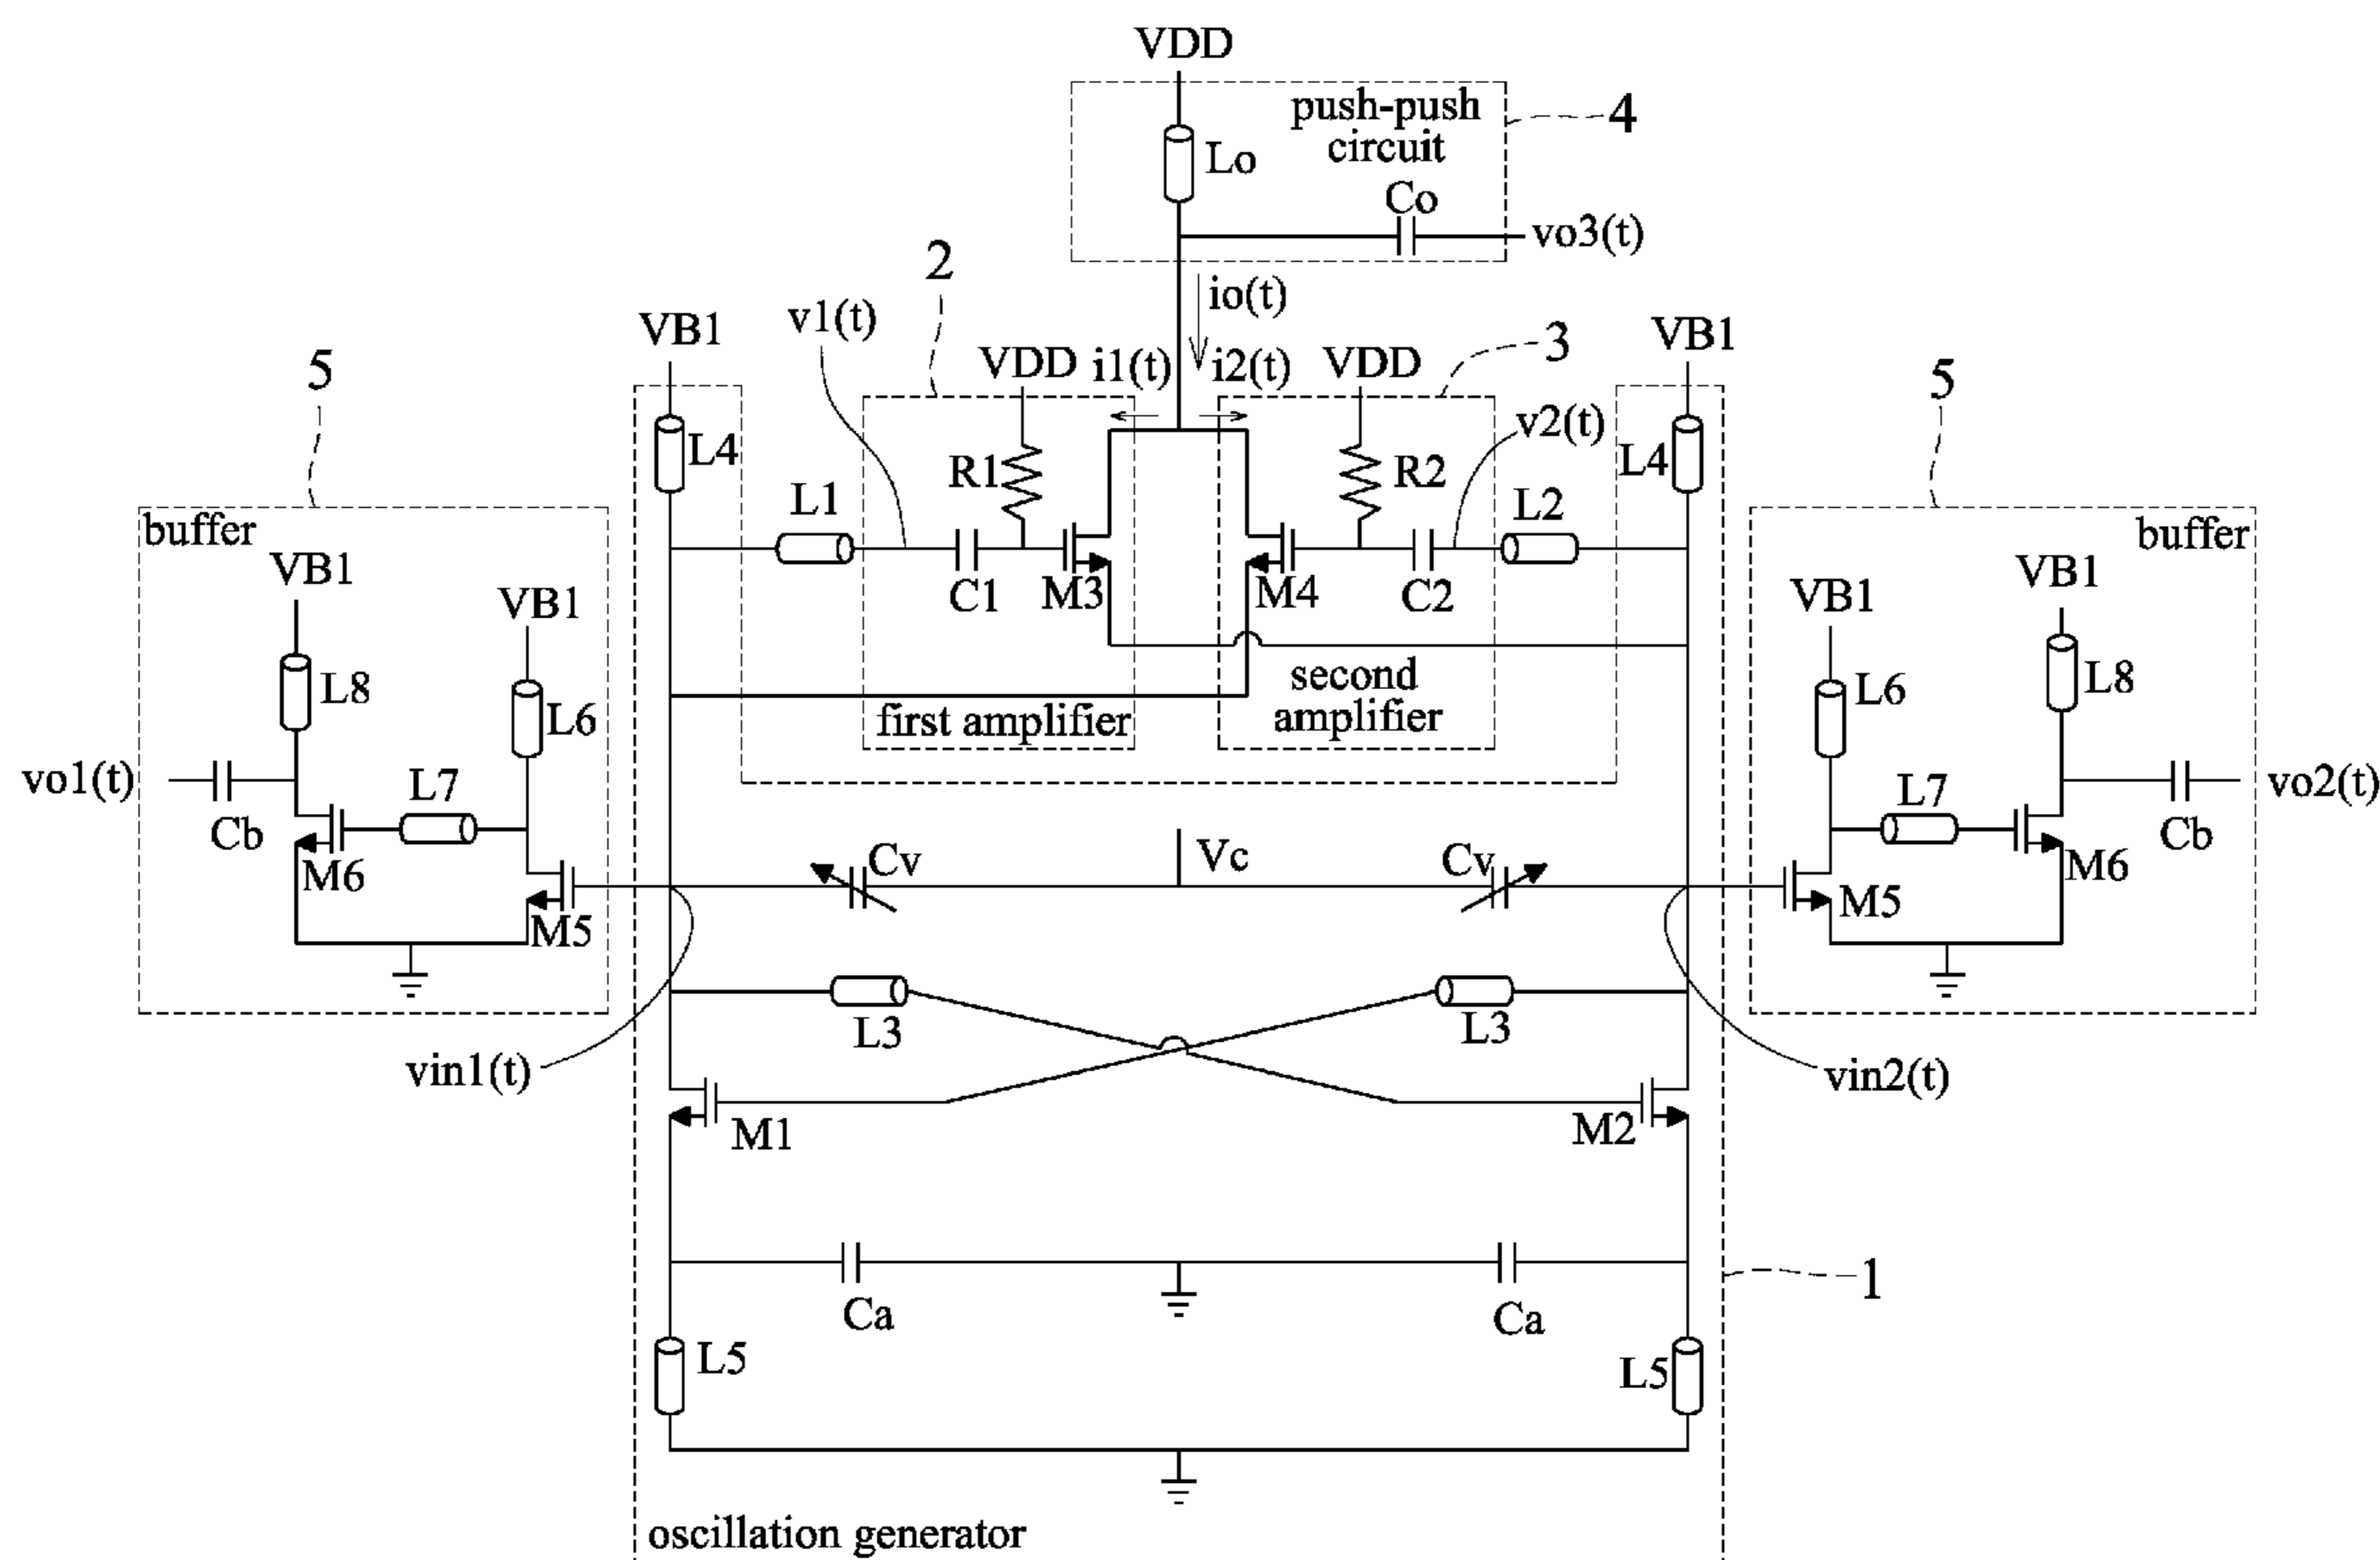 VDD
push-push
circuit
4
Lo
Co
vo3(t)
2
io(t)
v1(t)
VB1
VDD
i1(t)
i2(t)
VDD
3
VB1
5
5
v2(t)
L4
R1
R2
L4
L1
L2
buffer
buffer
VB1
VB1
C1
M3
M4
C2
VB1
VB1
L8
L6
second
amplifier
first amplifier
L6
L8
vo1(t)
Cb
L7
L7
vo2(t)
Cb
M6
Cv
Vc
Cv
M6
M5
M5
L3
L3
vin1(t)
vin2(t)
M1
M2
1
Ca
Ca
L5
L5
oscillation generator